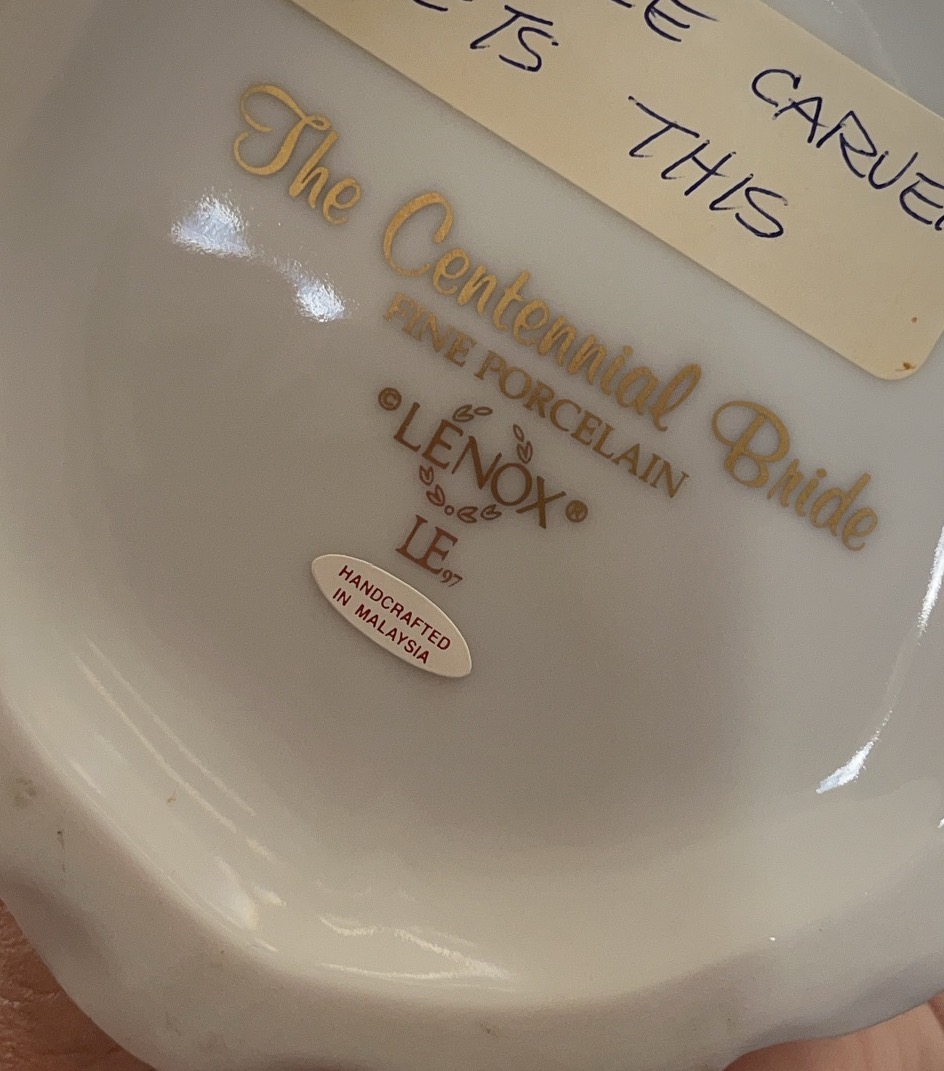 CARVE
TS THIS
The Centennial Bride
FINE PORCELAIN
© LENOX ®
LE97
HANDCRAFTED
IN MALAYSIA